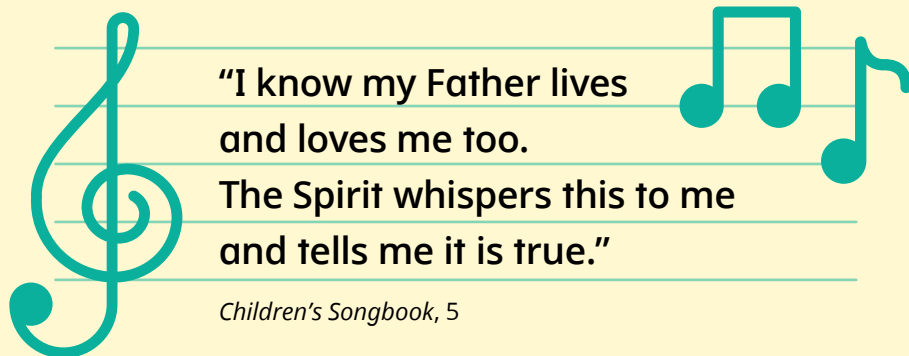 “I know my Father lives
and loves me too.
The Spirit whispers this to me
and tells me it is true.”
Children’s Songbook, 5